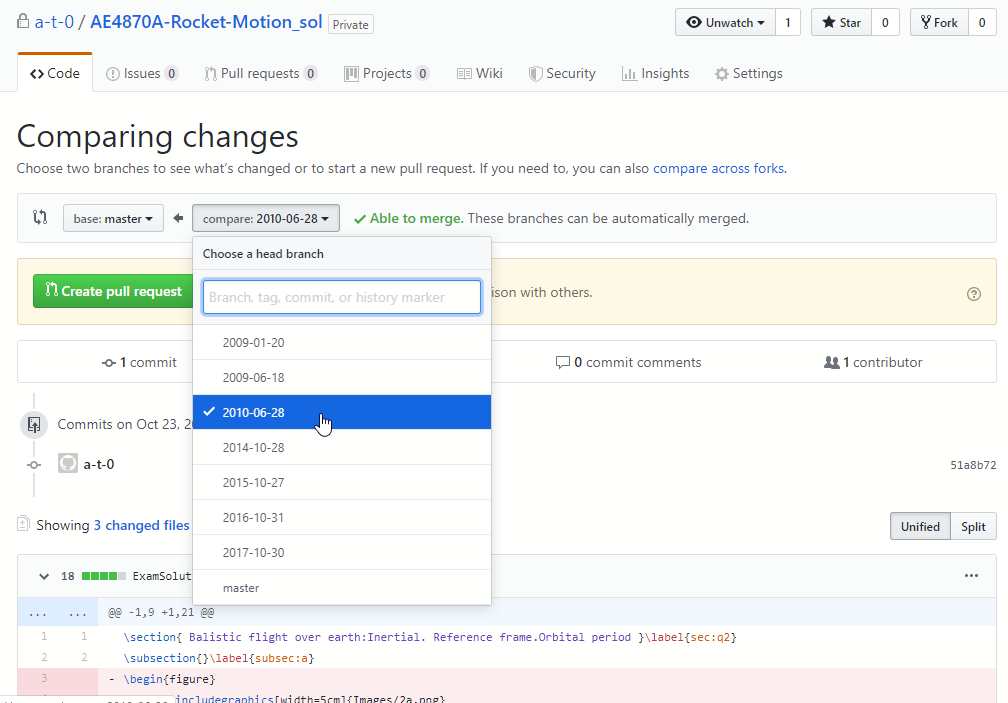 a-t-0 / AE4870A-Rocket-Motion_sol Private
Unwatch 1 Star 0 Fork 0
Code Issues 0 Pull requests 0 Projects 0 Wiki Security Insights Settings
Comparing changes
Choose two branches to see what's changed or to start a new pull request. If you need to, you can also compare across forks.
base: master compare: 2010-06-28 Able to merge. These branches can be automatically merged.
Choose a head branch
Branch, tag, commit, or history marker
2009-01-20
2009-06-18
2010-06-28
2014-10-28
2015-10-27
2016-10-31
2017-10-30
master
Create pull request ison with others.
1 commit 0 commit comments 1 contributor
Commits on Oct 23, 2
a-t-0 51a8b72
Showing 3 changed files Unified Split
18 ExamSolut
... ... @@ -1,9 +1,21 @@
1 1 \section{ Balistic flight over earth:Inertial. Reference frame.Orbital period }\label{sec:q2}
2 2 \subsection{}\label{subsec:a}
3 - \begin{figure}
includegraphics[width=5cm]{Images/2a.png}